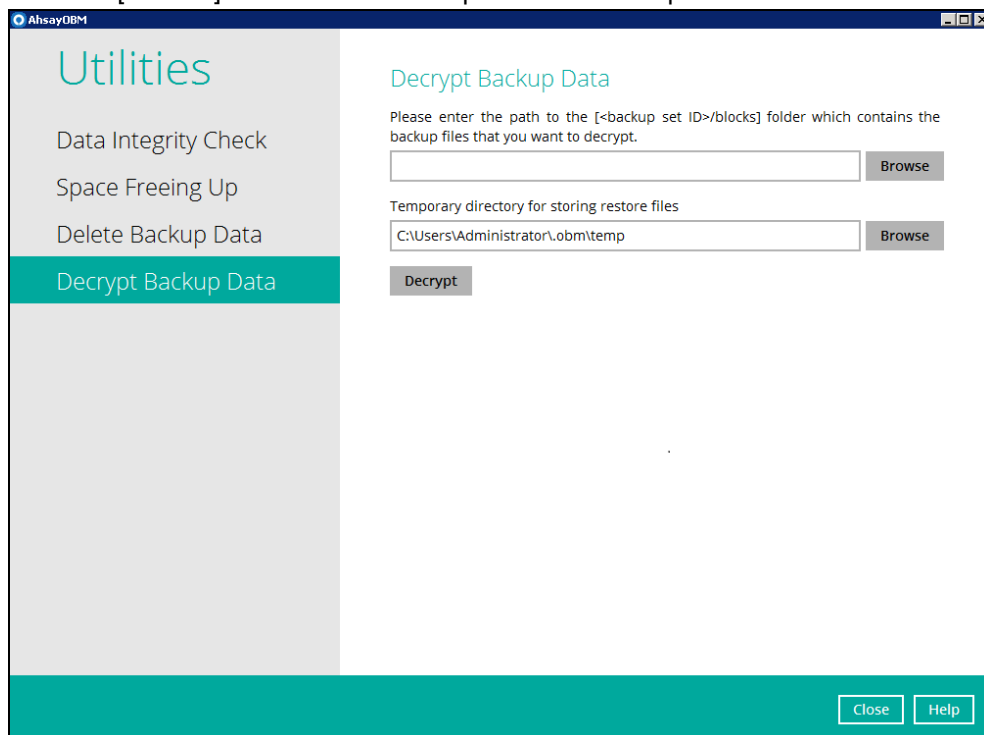 AhsayOBM
Utilities
Data Integrity Check
Space Freeing Up
Delete Backup Data
Decrypt Backup Data
Decrypt Backup Data
Please enter the path to the [<backup set ID>/blocks] folder which contains the
backup files that you want to decrypt.
Browse
Temporary directory for storing restore files
C:\Users\Administrator\.obm\temp
Browse
Decrypt
Close
Help